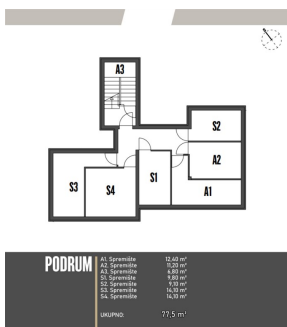 A3
S2
A2
S1
A1
S3
S4
PODRUM
A1. Spremište 12,40 m²
A2. Spremište 11,20 m²
A3. Spremište 6,80 m²
S1. Spremište 9,80 m²
S2. Spremište 9,10 m²
S3. Spremište 14,10 m²
S4. Spremište 14,10 m²
UKUPNO: 77,5 m²